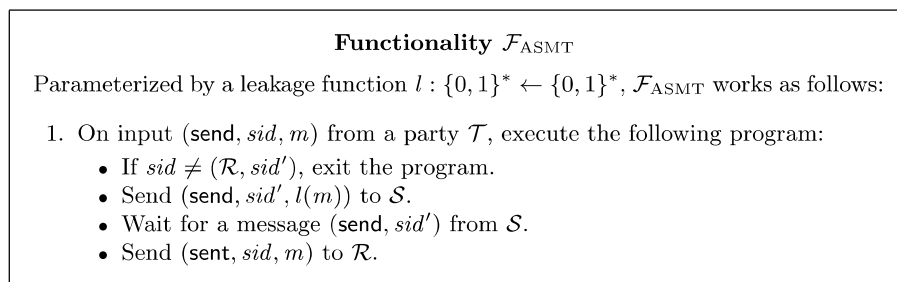 Functionality 𝓕ASMT
Parameterized by a leakage function l : {0, 1}* ← {0, 1}*, 𝓕ASMT works as follows:
1. On input (send, sid, m) from a party 𝒯, execute the following program:
• If sid ≠ (ℛ, sid′), exit the program.
• Send (send, sid′, l(m)) to 𝒮.
• Wait for a message (send, sid′) from 𝒮.
• Send (sent, sid, m) to ℛ.